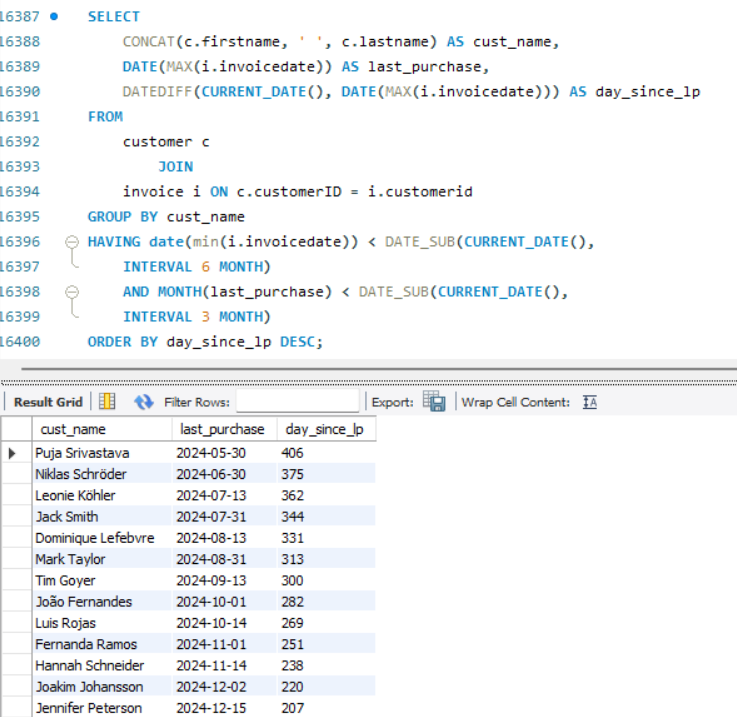 16387 SELECT
16388 CONCAT(c.firstname, ' ', c.lastname) AS cust_name,
16389 DATE(MAX(i.invoicedate)) AS last_purchase,
16390 DATEDIFF(CURRENT_DATE(), DATE(MAX(i.invoicedate))) AS day_since_lp
16391 FROM
16392 customer c
16393 JOIN
16394 invoice i ON c.customerID = i.customerid
16395 GROUP BY cust_name
16396 HAVING date(min(i.invoicedate)) < DATE_SUB(CURRENT_DATE(),
16397 INTERVAL 6 MONTH)
16398 AND MONTH(last_purchase) < DATE_SUB(CURRENT_DATE(),
16399 INTERVAL 3 MONTH)
16400 ORDER BY day_since_lp DESC;
Result Grid Filter Rows: Export: Wrap Cell Content: IA
cust_name last_purchase day_since_lp
Puja Srivastava 2024-05-30 406
Niklas Schröder 2024-06-30 375
Leonie Köhler 2024-07-13 362
Jack Smith 2024-07-31 344
Dominique Lefebvre 2024-08-13 331
Mark Taylor 2024-08-31 313
Tim Goyer 2024-09-13 300
João Fernandes 2024-10-01 282
Luis Rojas 2024-10-14 269
Fernanda Ramos 2024-11-01 251
Hannah Schneider 2024-11-14 238
Joakim Johansson 2024-12-02 220
Jennifer Peterson 2024-12-15 207